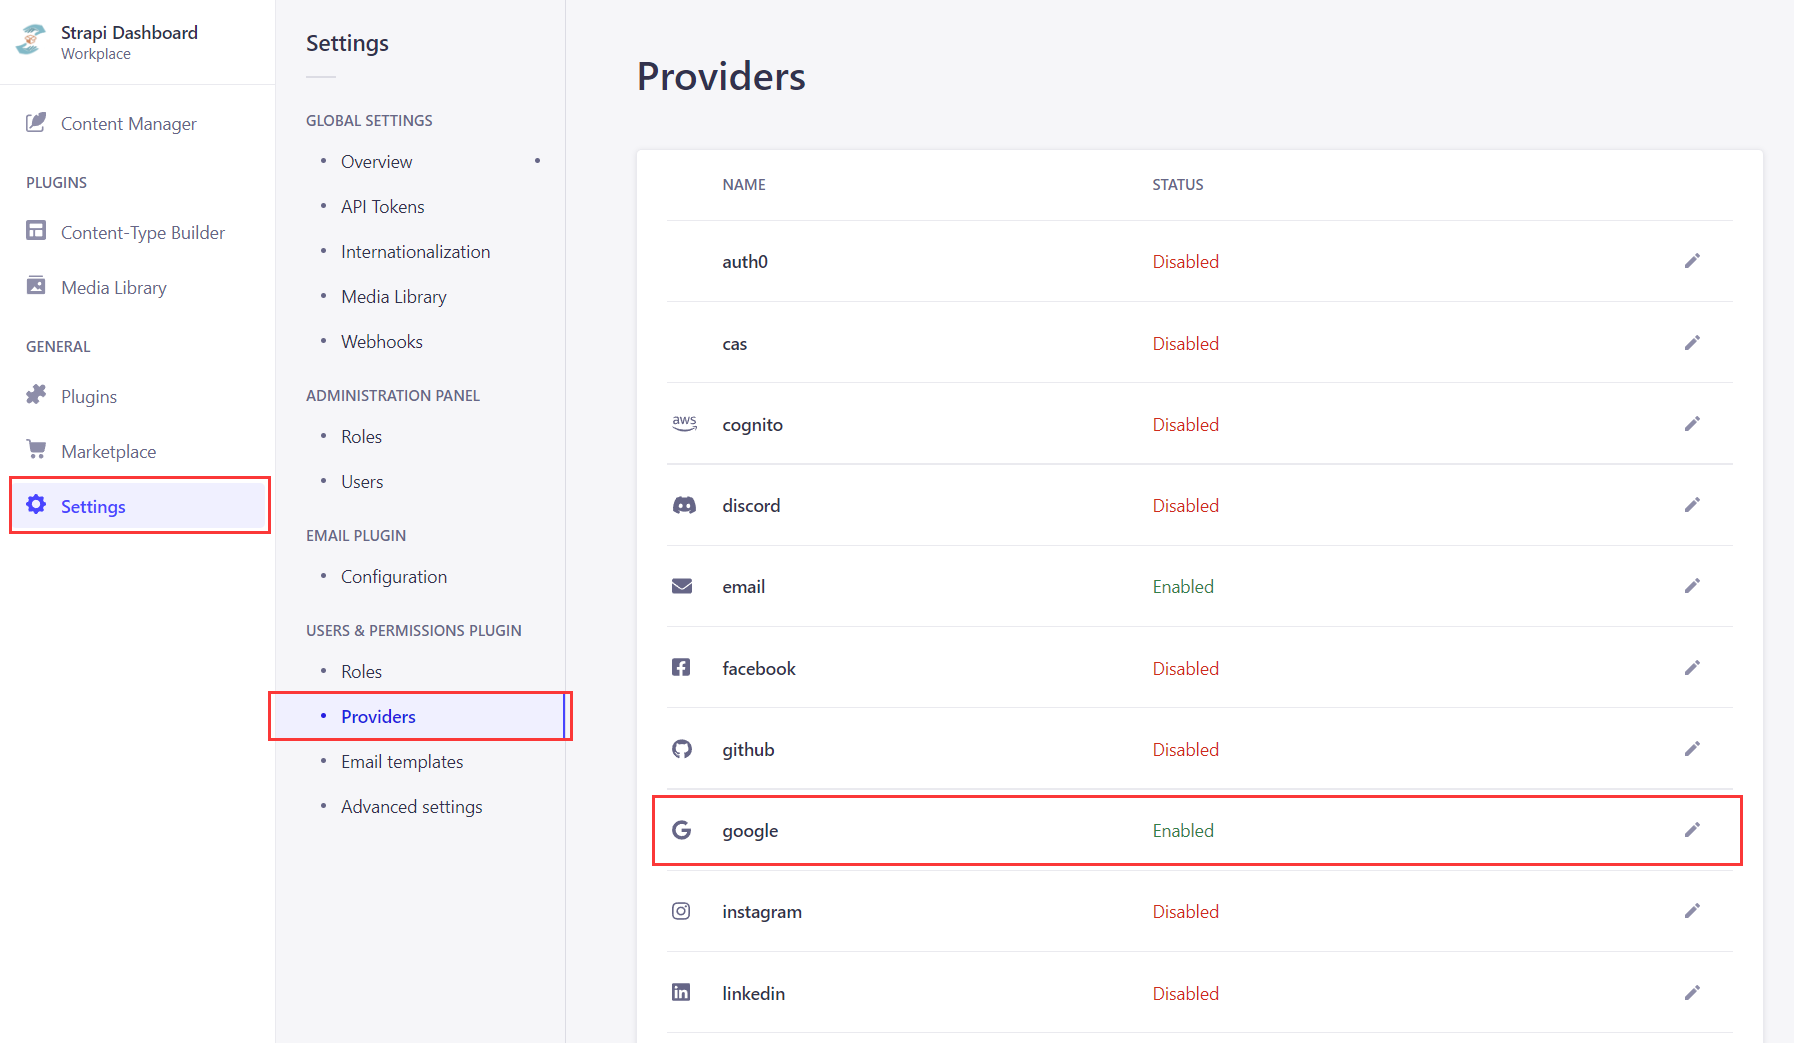 Strapi Dashboard
Workplace
Content Manager
PLUGINS
Content-Type Builder
Media Library
GENERAL
Plugins
Marketplace
Settings
Settings
GLOBAL SETTINGS
Overview
API Tokens
Internationalization
Media Library
Webhooks
ADMINISTRATION PANEL
Roles
Users
EMAIL PLUGIN
Configuration
USERS & PERMISSIONS PLUGIN
Roles
Providers
Email templates
Advanced settings
Providers
NAME STATUS
auth0 Disabled
cas Disabled
aws cognito Disabled
discord Disabled
email Enabled
facebook Disabled
github Disabled
google Enabled
instagram Disabled
linkedin Disabled